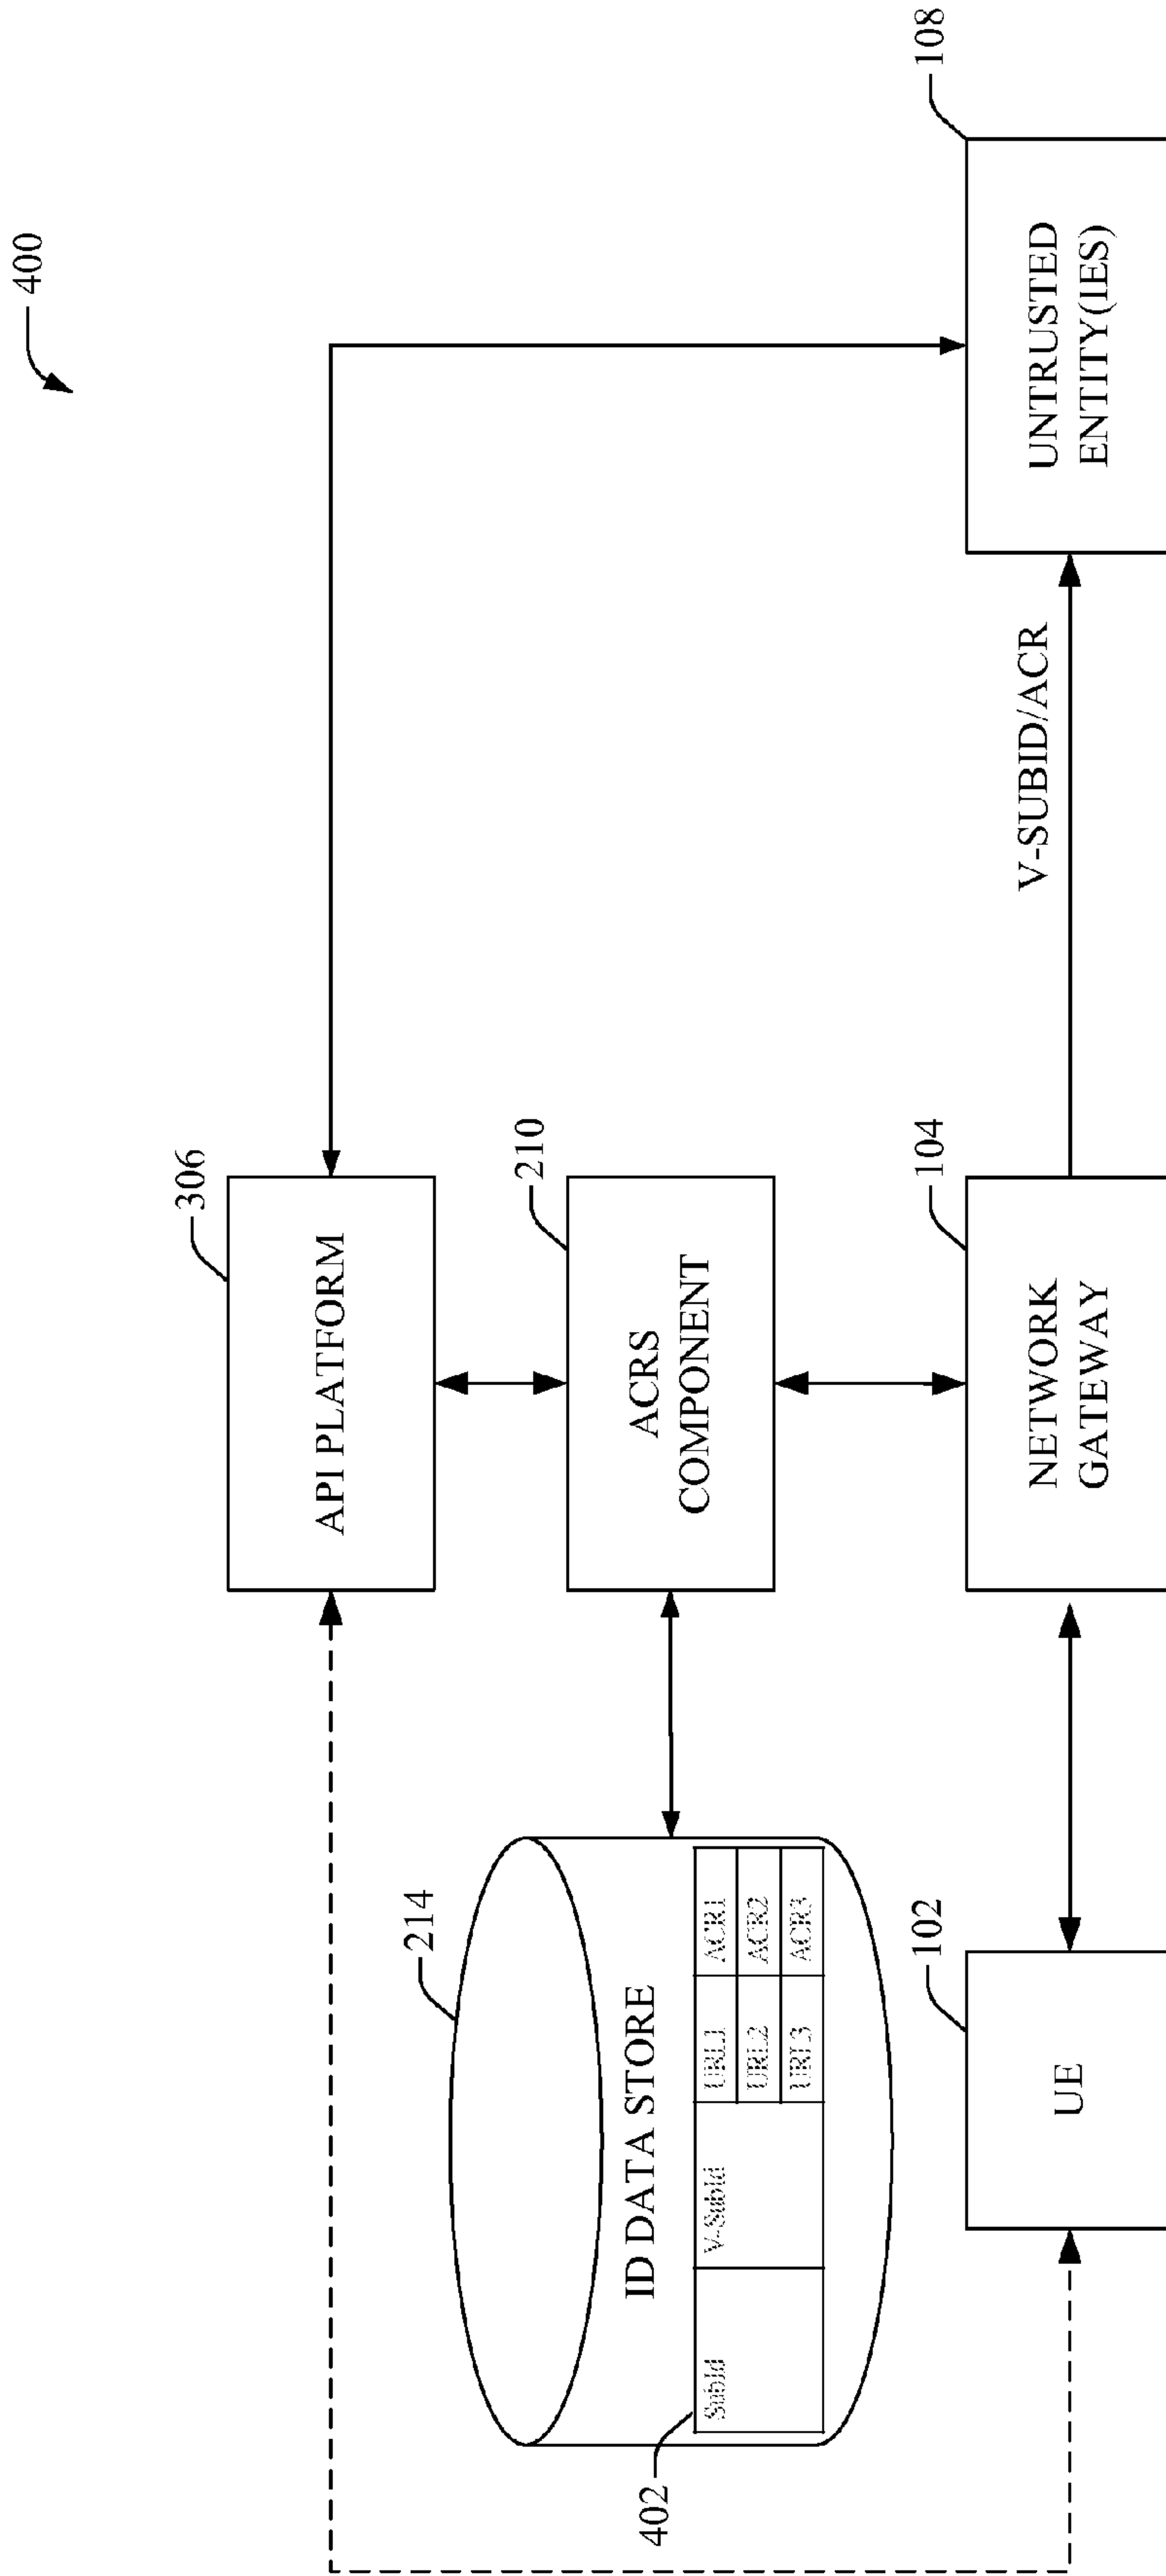 400
306
API PLATFORM
214
210
ID DATA STORE
ACRS
COMPONENT
402
SubId
V-SubId
URL1
ACR1
URL2
ACR2
URL3
ACR3
102
UE
104
NETWORK
GATEWAY
V-SUBID/ACR
108
UNTRUSTED
ENTITY(IES)